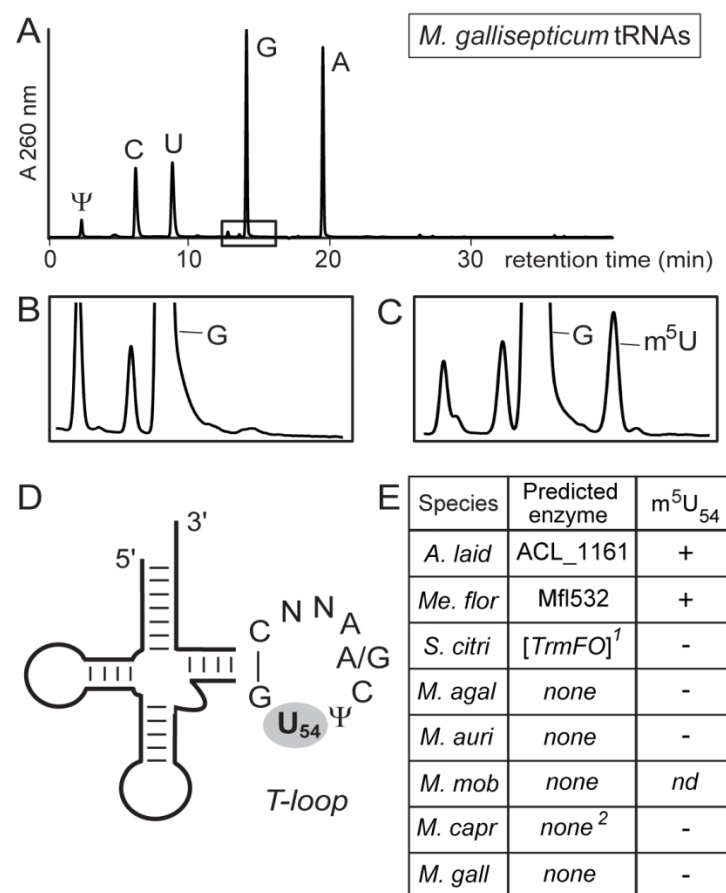 A
M. gallisepticum tRNAs
A 260 nm
Ψ
C
U
G
A
0
10
20
30
retention time (min)
B
G
C
G
m⁵U
D
3'
5'
C N N A
A/G
C
G
U₅₄
Ψ
T-loop
E
Species Predicted enzyme m⁵U₅₄
A. laid ACL_1161 +
Me. flor Mfl532 +
S. citri [TrmFO]¹ -
M. agal none -
M. auri none -
M. mob none nd
M. capr none² -
M. gall none -